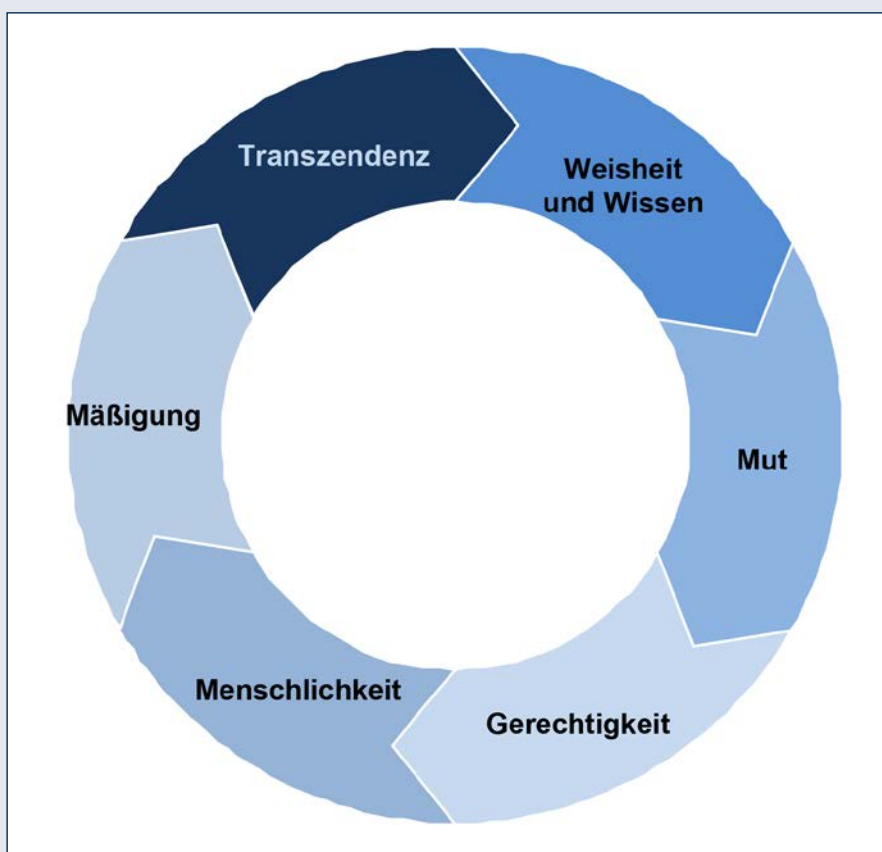 Transzendenz
Weisheit
und Wissen
Mut
Gerechtigkeit
Menschlichkeit
Mäßigung